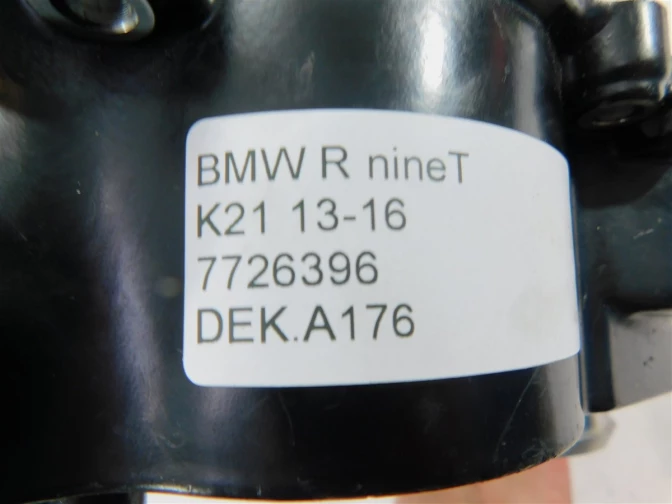 BMW R nineT
K21 13-16
7726396
DEK.A176